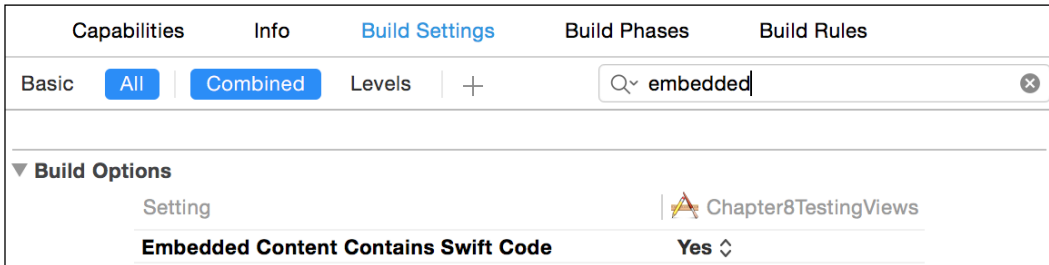 Capabilities Info Build Settings Build Phases Build Rules
Basic All Combined Levels embedded
Build Options
Setting Chapter8TestingViews
Embedded Content Contains Swift Code Yes